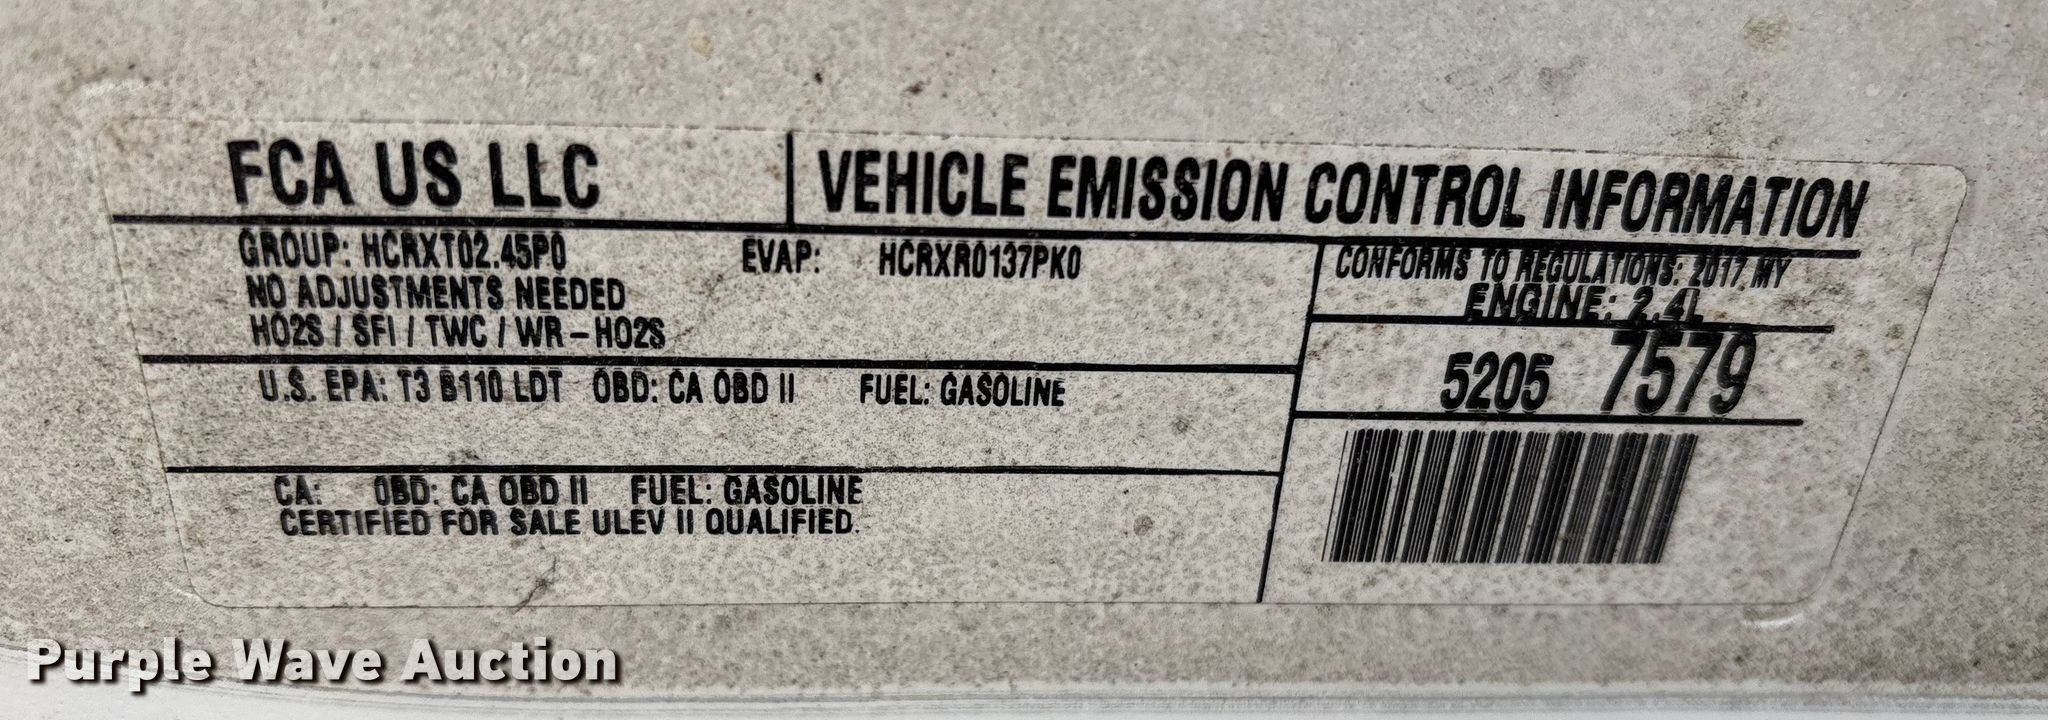 FCA US LLC
VEHICLE EMISSION CONTROL INFORMATION
GROUP: HCRXT02.45P0 EVAP: HCRXR0137PK0
NO ADJUSTMENTS NEEDED
HO2S / SFI / TWC / WR – HO2S
CONFORMS TO REGULATIONS: 2017 MY
ENGINE: 2.4L
5205 7579
U.S. EPA: T3 B110 LDT OBD: CA OBD II FUEL: GASOLINE
CA: OBD: CA OBD II FUEL: GASOLINE
CERTIFIED FOR SALE ULEV II QUALIFIED.
Purple Wave Auction